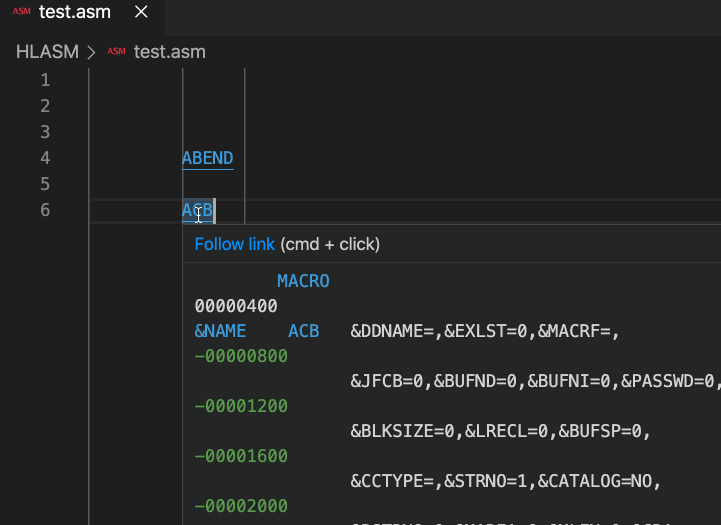 ASM test.asm ×
HLASM > ASM test.asm
1
2
3
4 ABEND
5
6 ACB
Follow link (cmd + click)
MACRO
00000400
&NAME ACB &DDNAME=,&EXLST=0,&MACRF=,
-00000800
&JFCB=0,&BUFND=0,&BUFNI=0,&PASSWD=0,
-00001200
&BLKSIZE=0,&LRECL=0,&BUFSP=0,
-00001600
&CCTYPE=,&STRNO=1,&CATALOG=NO,
-00002000